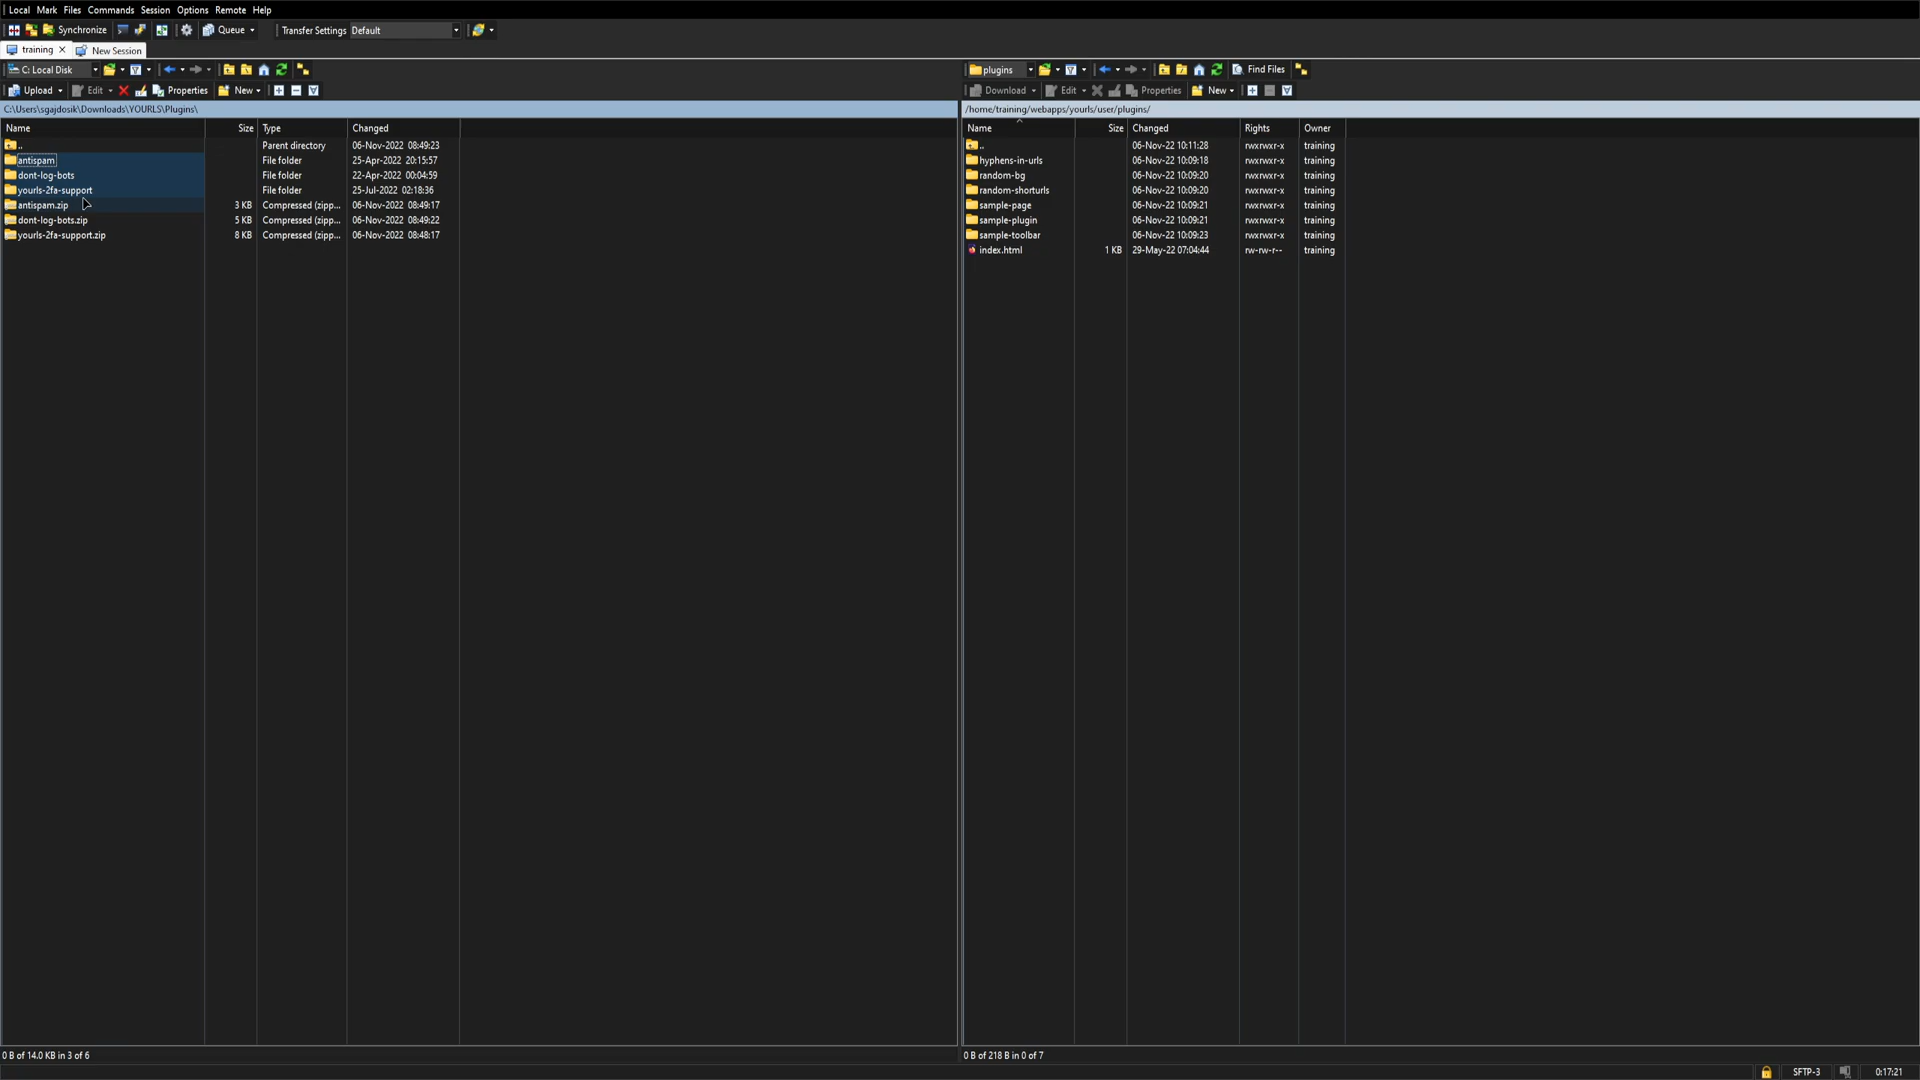 Local Mark Files Commands Session Options Remote Help
Synchronize Queue Transfer Settings Default
training New Session
C: Local Disk
Upload Edit Properties New
C:\Users\sgajdosik\Downloads\YOURLS\Plugins\
Name Size Type Changed
.. Parent directory 06-Nov-2022 08:49:23
antispam File folder 25-Apr-2022 20:15:57
dont-log-bots File folder 22-Apr-2022 00:04:59
yourls-2fa-support File folder 25-Jul-2022 02:18:36
antispam.zip 3 KB Compressed (zipp... 06-Nov-2022 08:49:17
dont-log-bots.zip 5 KB Compressed (zipp... 06-Nov-2022 08:49:22
yourls-2fa-support.zip 8 KB Compressed (zipp... 06-Nov-2022 08:48:17
0 B of 14.0 KB in 3 of 6
plugins Find Files
Download Edit Properties New
/home/training/webapps/yourls/user/plugins/
Name Size Changed Rights Owner
.. 06-Nov-22 10:11:28 rwxrwxr-x training
hyphens-in-urls 06-Nov-22 10:09:18 rwxrwxr-x training
random-bg 06-Nov-22 10:09:20 rwxrwxr-x training
random-shorturls 06-Nov-22 10:09:20 rwxrwxr-x training
sample-page 06-Nov-22 10:09:21 rwxrwxr-x training
sample-plugin 06-Nov-22 10:09:21 rwxrwxr-x training
sample-toolbar 06-Nov-22 10:09:23 rwxrwxr-x training
index.html 1 KB 29-May-22 07:04:44 rw-rw-r-- training
0 B of 218 B in 0 of 7
SFTP-3 0:17:21